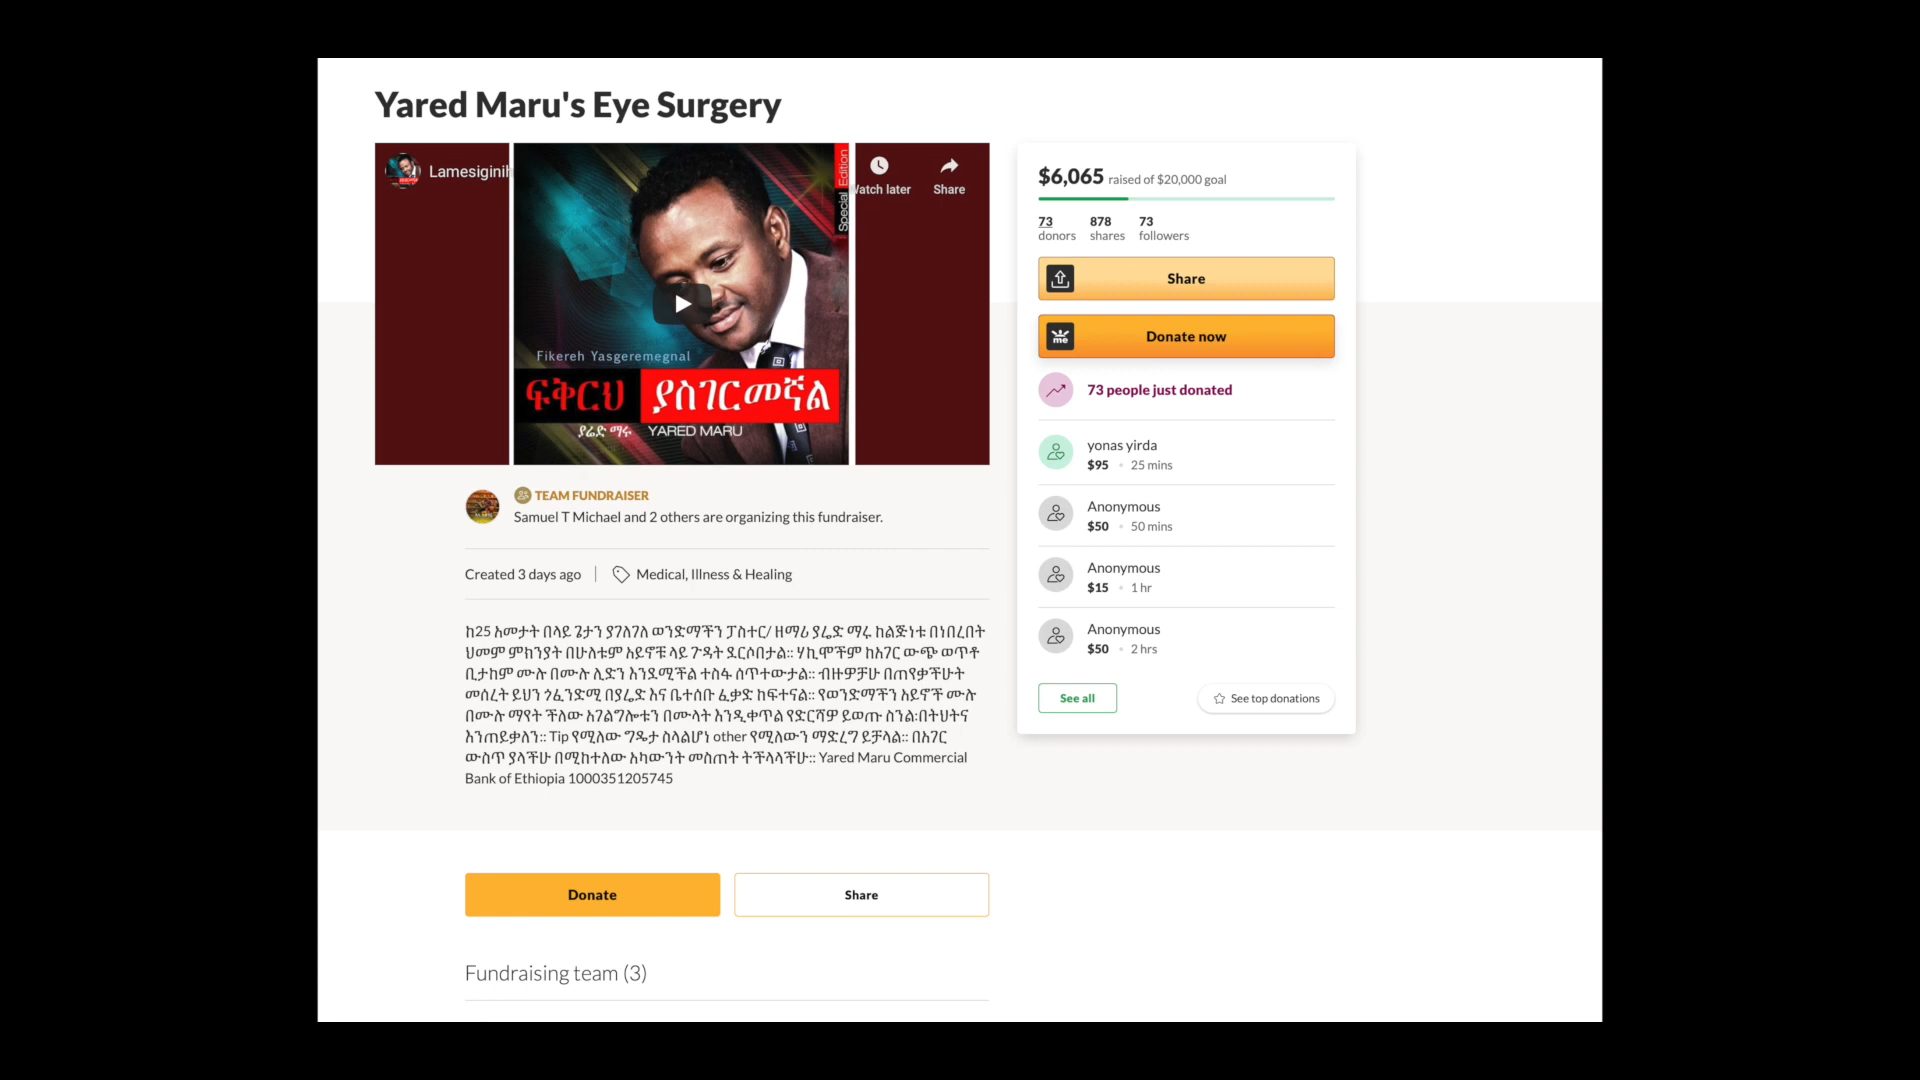 Yared Maru's Eye Surgery
Lamesiginih
Special Edition
Watch later
Share
Fikereh Yasgeremegnal
ፍቅርህ ያስገርመኛል
ያሬድ ማሩ YARED MARU
$6,065 raised of $20,000 goal
73 donors
878 shares
73 followers
Share
me
Donate now
73 people just donated
yonas yirda
$95 • 25 mins
Anonymous
$50 • 50 mins
Anonymous
$15 • 1 hr
Anonymous
$50 • 2 hrs
See all
See top donations
TEAM FUNDRAISER
Samuel T Michael and 2 others are organizing this fundraiser.
Created 3 days ago
Medical, Illness & Healing
ከ25 አመታት በላይ ጌታን ያገለገለ ወንድማችን ፓስተር/ ዘማሪ ያሬድ ማሩ ከልጅነቱ በነበረበት
ህመም ምክንያት በሁለቱም አይኖቹ ላይ ጉዳት ደርሶበታል:: ሃኪሞችም ከአገር ውጭ ወጥቶ
ቢታከም ሙሉ በሙሉ ሊድን እንደሚችል ተስፋ ሰጥተውታል:: ብዙዎቻሁ በጠየቃችሁት
መሰረት ይህን ጎፈንድሚ በያሬድ እና ቤተሰቡ ፈቃድ ከፍተናል:: የወንድማችን አይኖች ሙሉ
በሙሉ ማየት ችለው አገልግሎቱን በሙላት እንዲቀጥል የድርሻዎ ይወጡ ስንል:በትህትና
እንጠይቃለን:: Tip የሚለው ግዴታ ስላልሆነ other የሚለውን ማድረግ ይቻላል:: በአገር
ውስጥ ያላችሁ በሚከተለው አካውንት መስጠት ትችላላችሁ:: Yared Maru Commercial
Bank of Ethiopia 1000351205745
Donate
Share
Fundraising team (3)